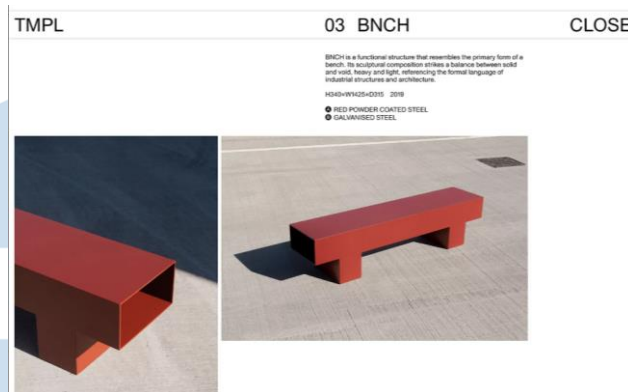 TMPL
03 BNCH
CLOSE
BNCH is a functional structure that resembles the primary form of a
bench. Its sculptural composition strikes a balance between solid
and void, heavy and light, referencing the formal language of
industrial structures and architecture.
H340×W1425×D315 2019
A RED POWDER COATED STEEL
B GALVANISED STEEL